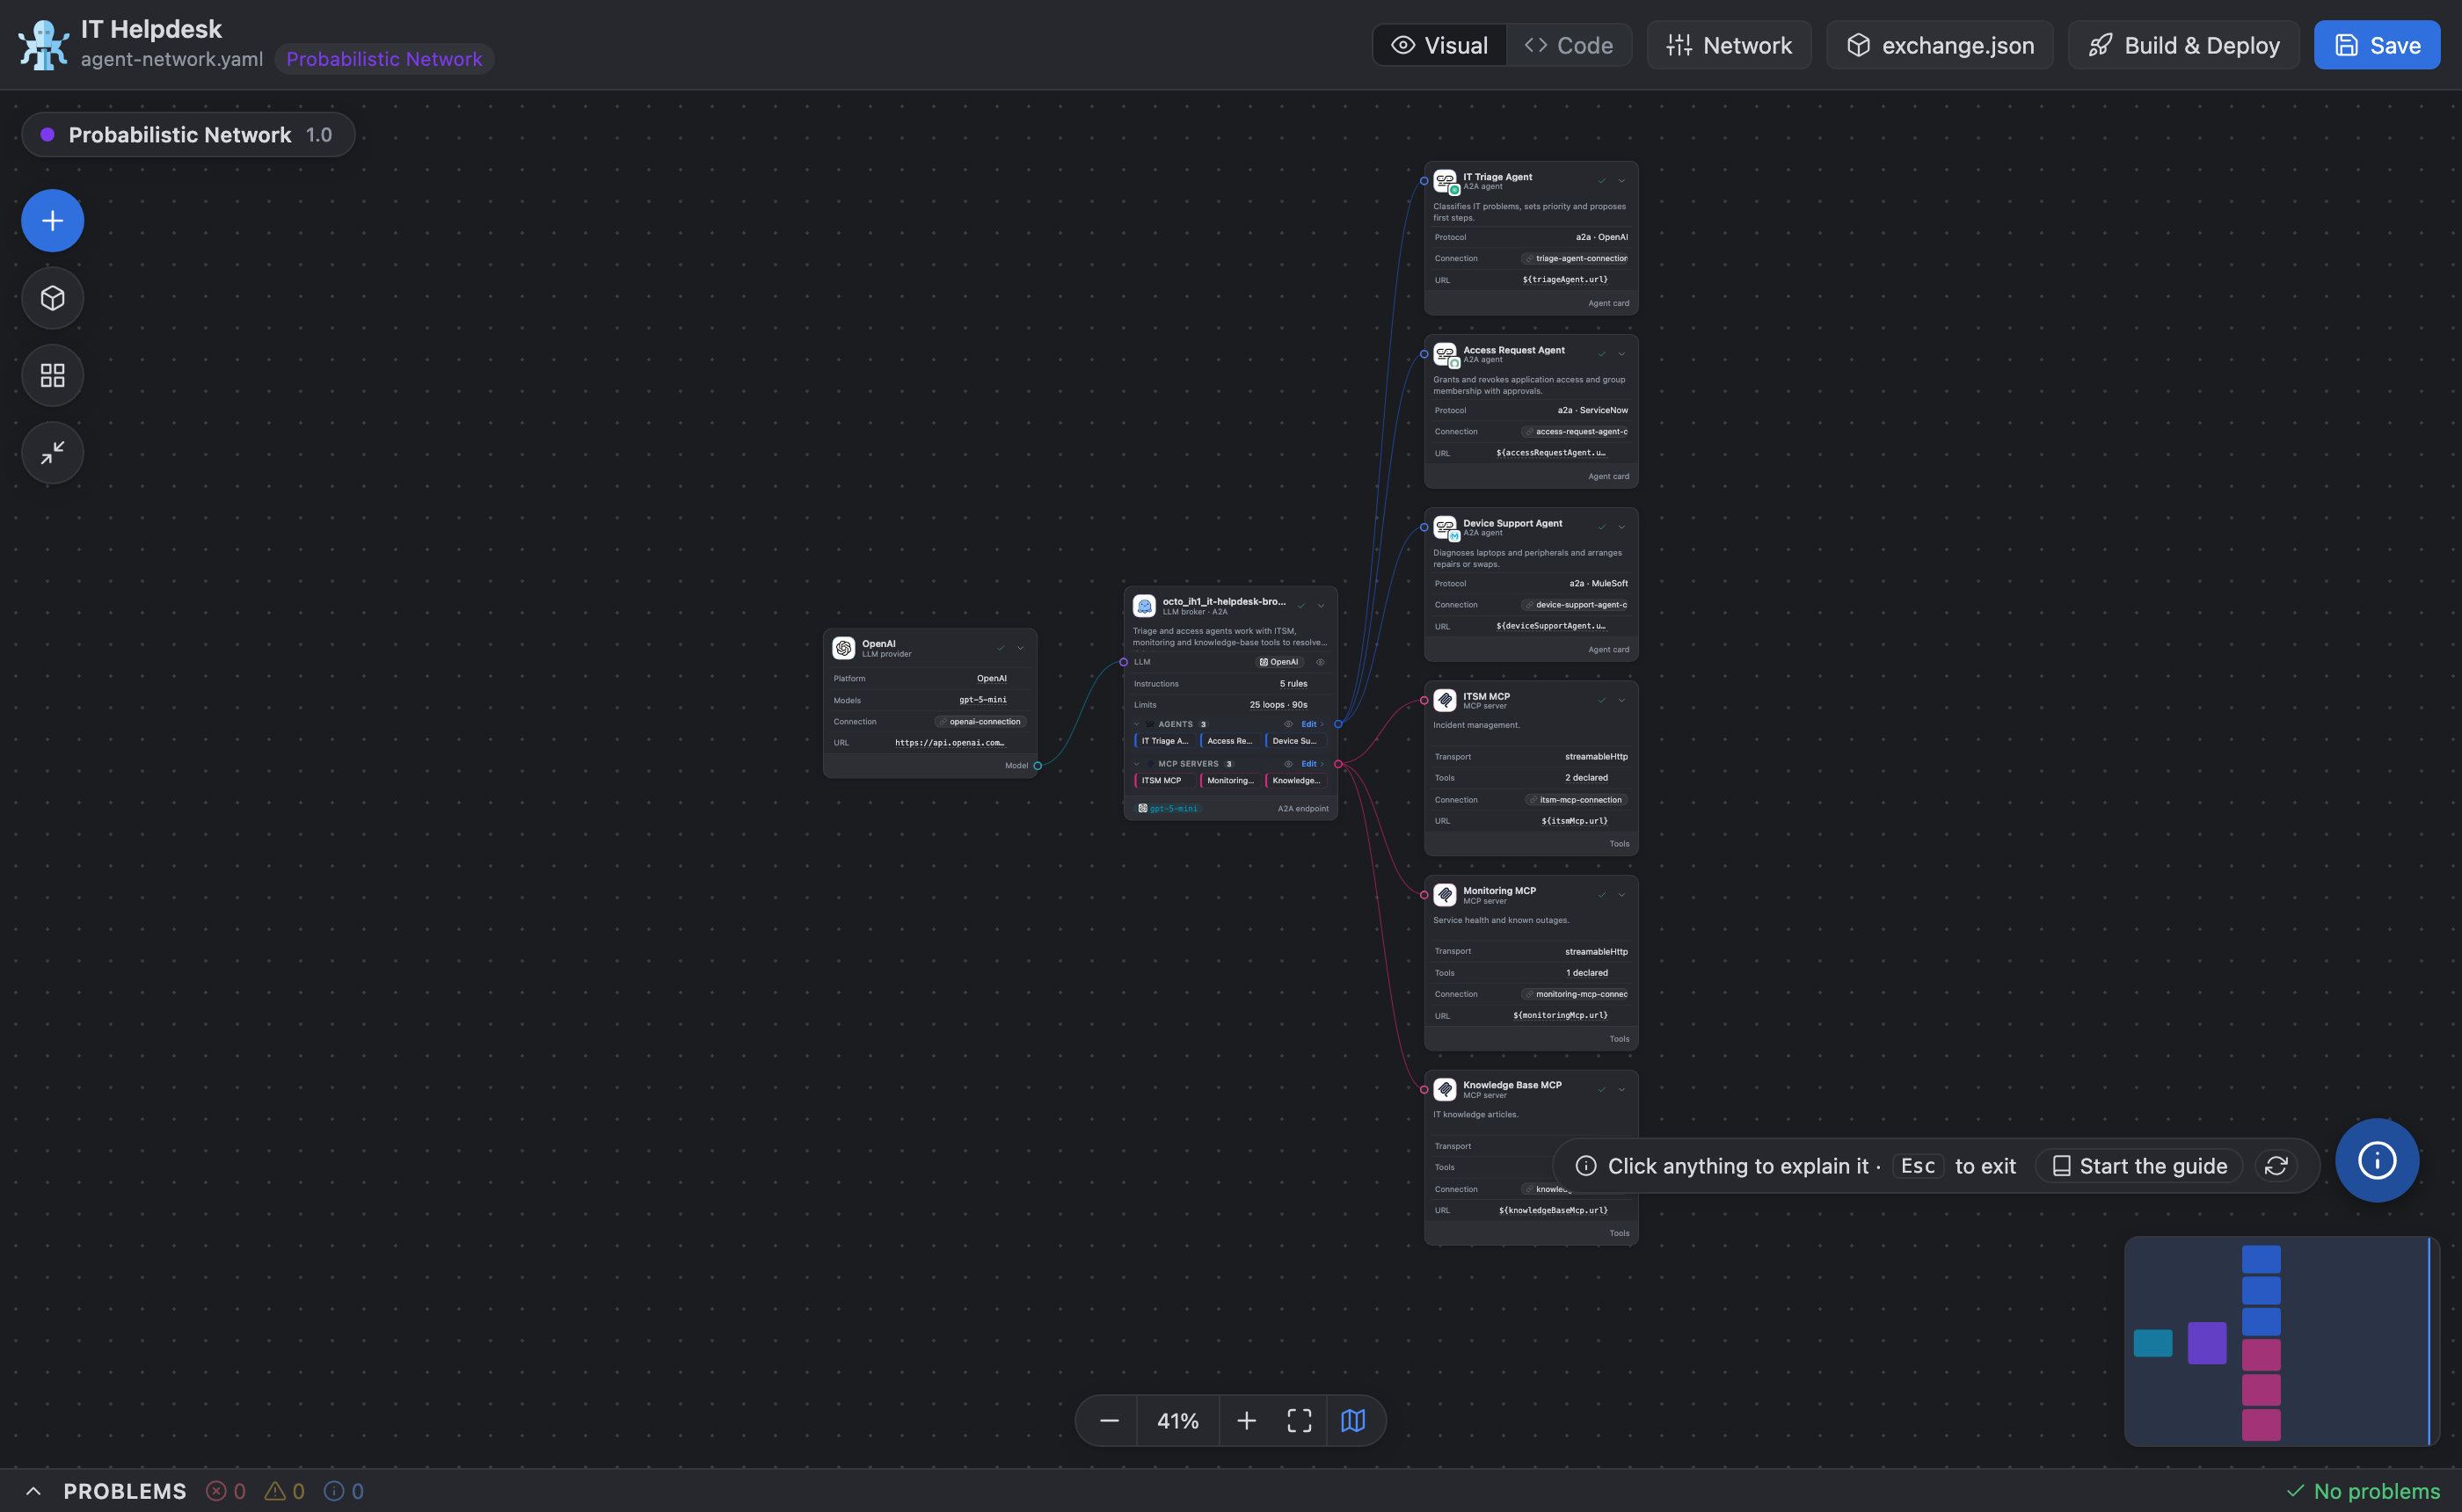 IT Helpdesk
agent-network.yaml
Probabilistic Network
Visual
Code
Network
exchange.json
Build & Deploy
Save
Probabilistic Network 1.0
OpenAI
LLM provider
Platform OpenAI
Models gpt-5-mini
Connection openai-connection
URL https://api.openai.com…
Model
octo_ih1_it-helpdesk-bro...
LLM broker · A2A
Triage and access agents work with ITSM,
monitoring and knowledge-base tools to resolve...
LLM OpenAI
Instructions 5 rules
Limits 25 loops · 90s
AGENTS 3 Edit
IT Triage A... Access Re... Device Su...
MCP SERVERS 3 Edit
ITSM MCP Monitoring... Knowledge...
gpt-5-mini A2A endpoint
IT Triage Agent
A2A agent
Classifies IT problems, sets priority and proposes
first steps.
Protocol a2a · OpenAI
Connection triage-agent-connection
URL ${triageAgent.url}
Agent card
Access Request Agent
A2A agent
Grants and revokes application access and group
membership with approvals.
Protocol a2a · ServiceNow
Connection access-request-agent-c
URL ${accessRequestAgent.u…
Agent card
Device Support Agent
A2A agent
Diagnoses laptops and peripherals and arranges
repairs or swaps.
Protocol a2a · MuleSoft
Connection device-support-agent-c
URL ${deviceSupportAgent.u…
Agent card
ITSM MCP
MCP server
Incident management.
Transport streamableHttp
Tools 2 declared
Connection itsm-mcp-connection
URL ${itsmMcp.url}
Tools
Monitoring MCP
MCP server
Service health and known outages.
Transport streamableHttp
Tools 1 declared
Connection monitoring-mcp-connec
URL ${monitoringMcp.url}
Tools
Knowledge Base MCP
MCP server
IT knowledge articles.
Transport
Tools
Connection
URL ${knowledgeBaseMcp.url}
Tools
Click anything to explain it · Esc to exit
Start the guide
41%
PROBLEMS 0 0 0
No problems